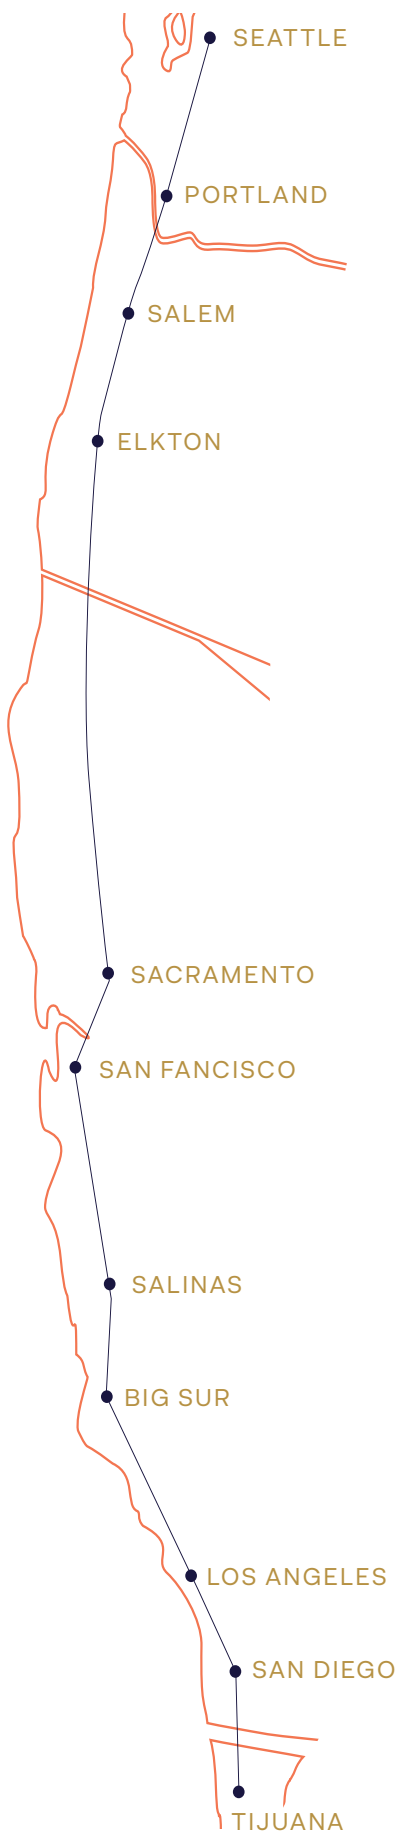 SEATTLE
PORTLAND
SALEM
ELKTON
SACRAMENTO
SAN FANCISCO
SALINAS
BIG SUR
LOS ANGELES
SAN DIEGO
TIJUANA